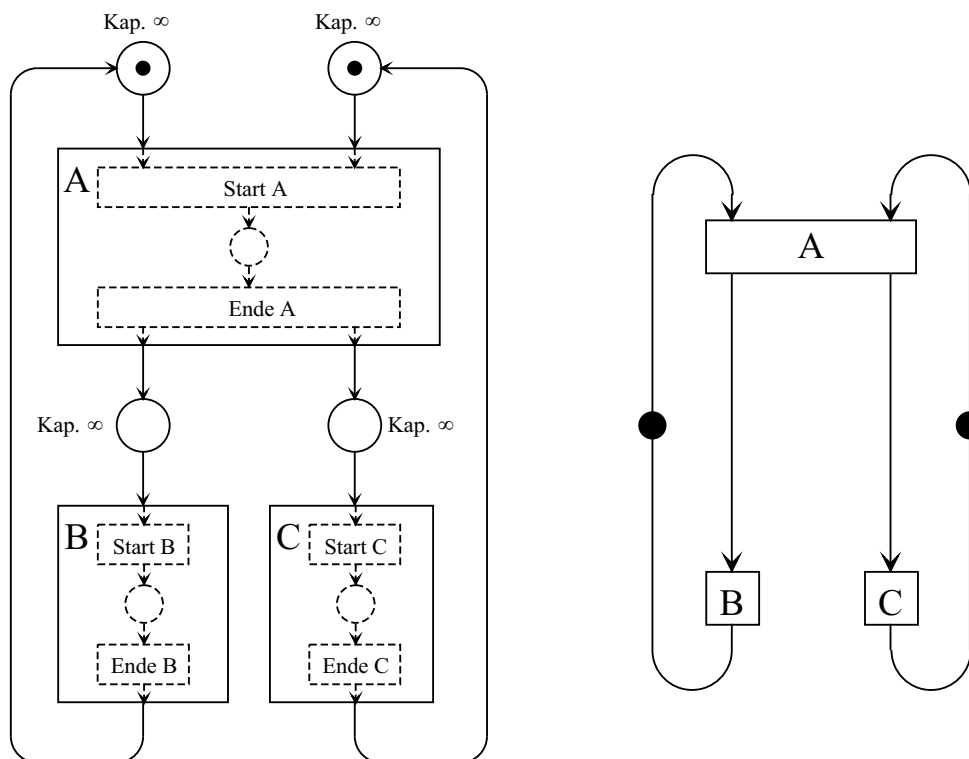 Kap. ∞
Kap. ∞
A
Start A
Ende A
Kap. ∞
Kap. ∞
B
Start B
Ende B
C
Start C
Ende C
A
B
C